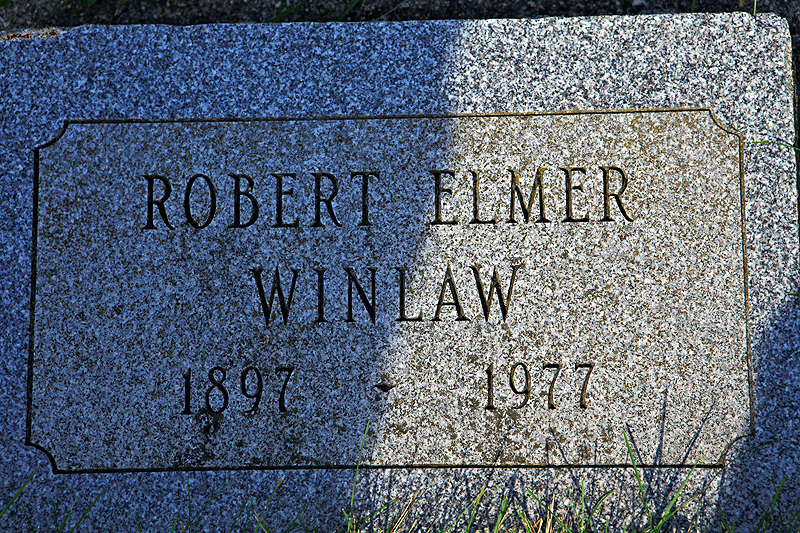 ROBERT ELMER
WINLAW
1897 ⬥ 1977